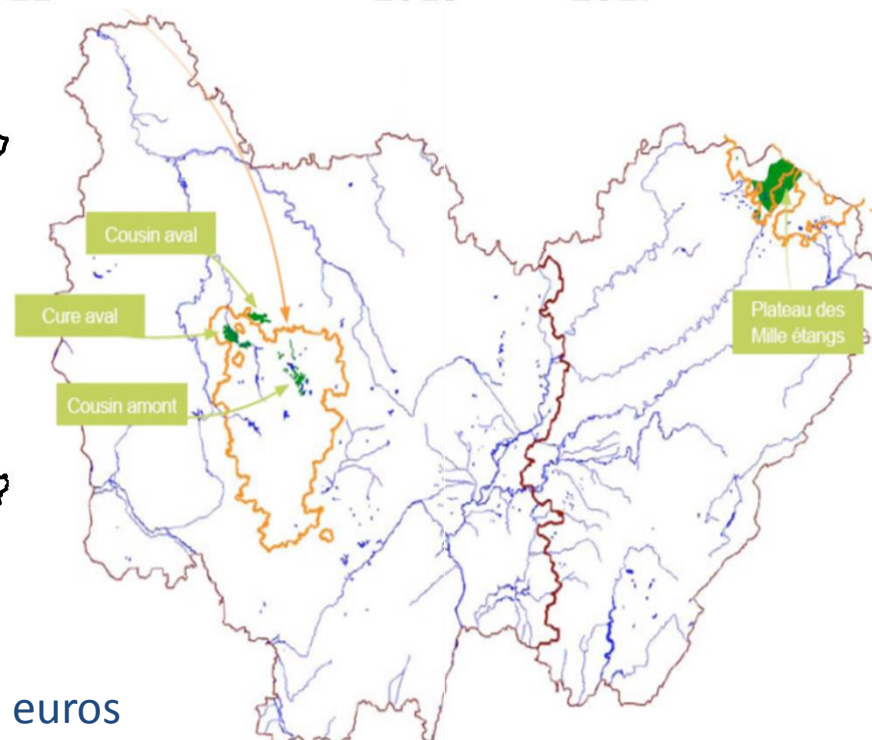 Cousin aval
Cure aval
Cousin amont
Plateau des
Mille étangs
euros